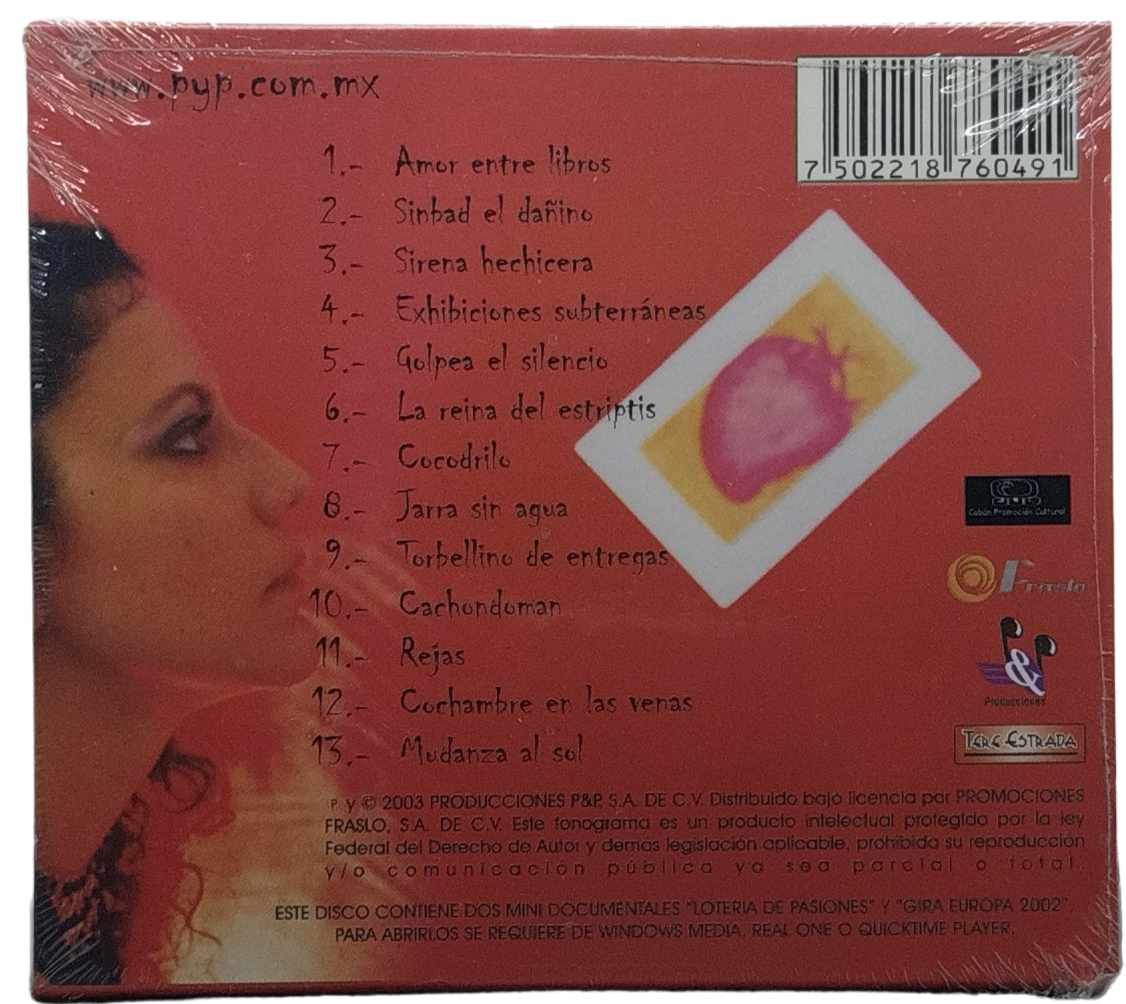 www.pyp.com.mx
7 502218 760491
1.- Amor entre libros
2.- Sinbad el dañino
3.- Sirena hechicera
4.- Exhibiciones subterráneas
5.- Golpea el silencio
6.- La reina del estriptis
7.- Cocodrilo
8.- Jarra sin agua
9.- Torbellino de entregas
10.- Cachondoman
11.- Rejas
12.- Cochambre en las venas
13.- Mudanza al sol
Cobán Promoción Cultural
Fraslo
P&P
Producciones
TERE ESTRADA
P y © 2003 PRODUCCIONES P&P, S.A. DE C.V. Distribuido bajo licencia por PROMOCIONES
FRASLO, S.A. DE C.V. Este fonograma es un producto intelectual protegido por la ley
Federal del Derecho de Autor y demás legislación aplicable, prohibida su reproducción
y/o comunicación pública ya sea parcial o total.
ESTE DISCO CONTIENE DOS MINI DOCUMENTALES "LOTERIA DE PASIONES" Y "GIRA EUROPA 2002".
PARA ABRIRLOS SE REQUIERE DE WINDOWS MEDIA, REAL ONE O QUICKTIME PLAYER.